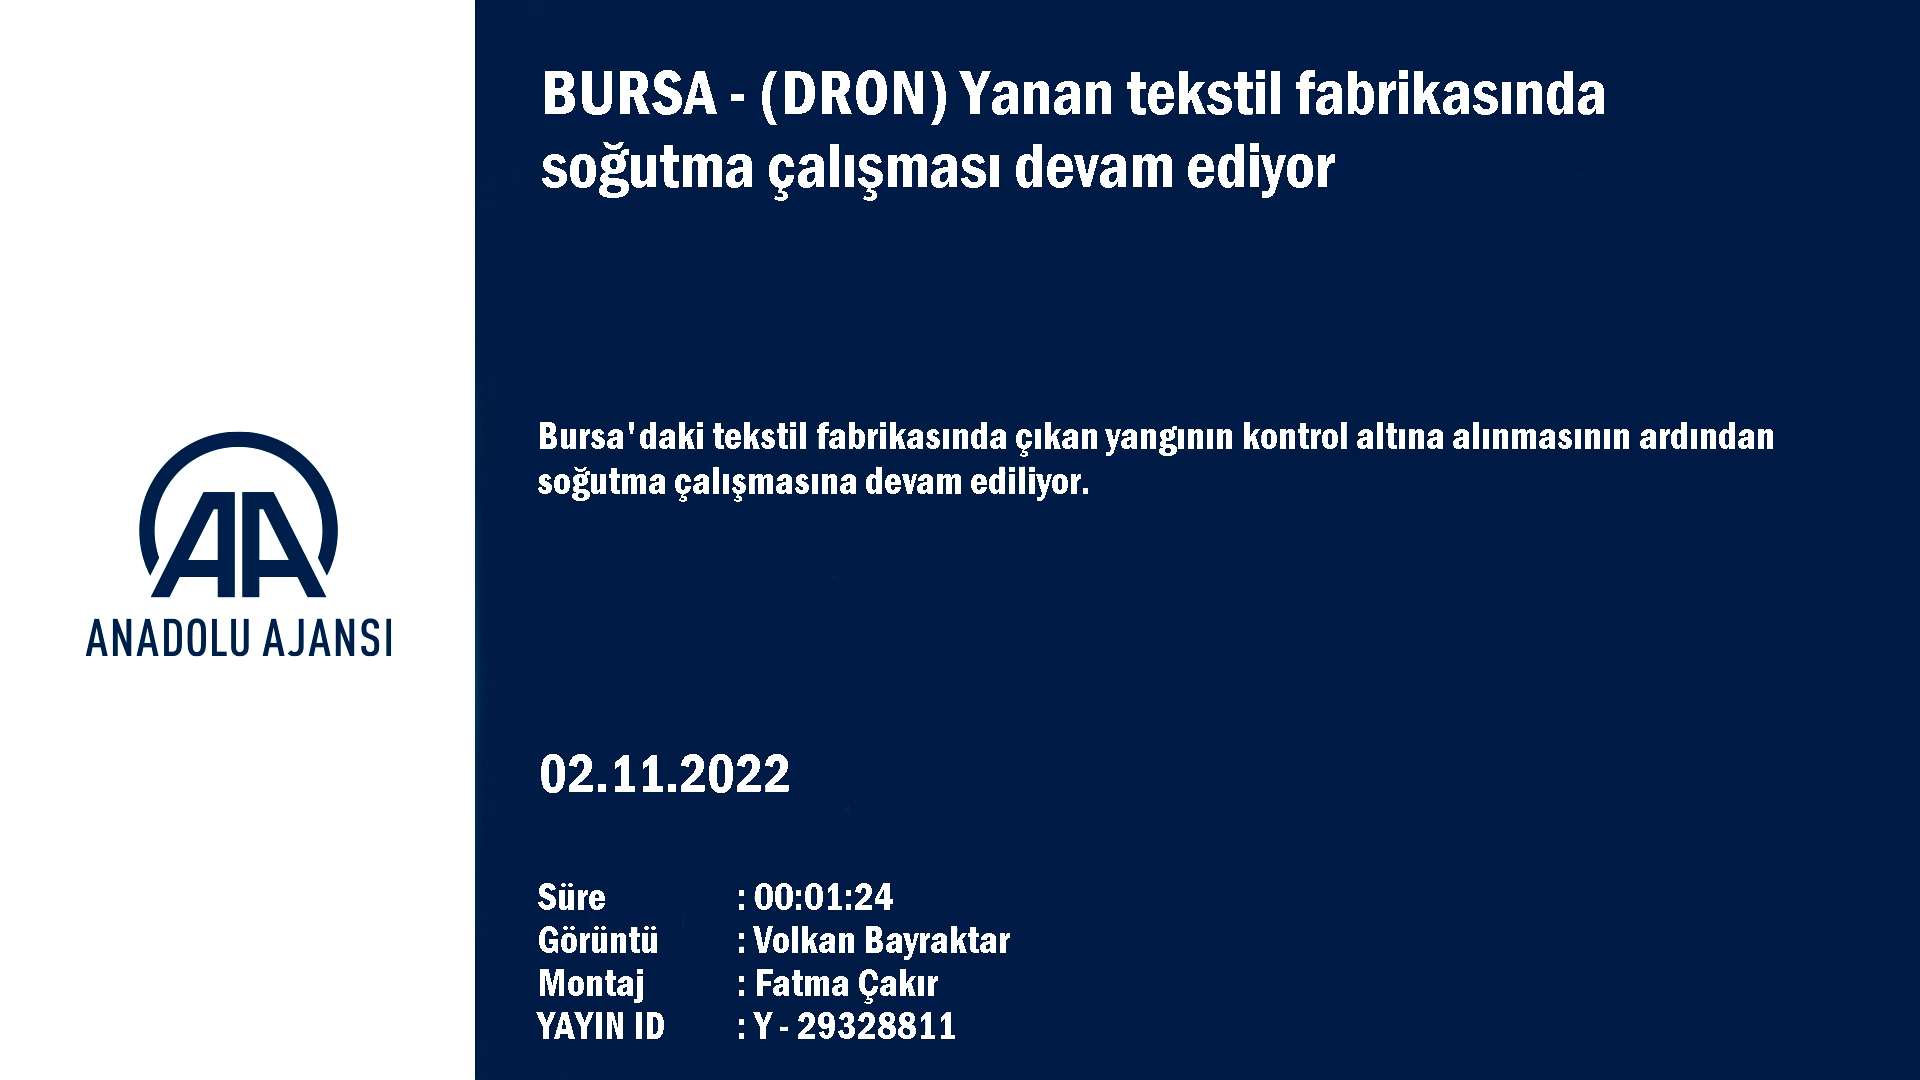 BURSA - (DRON) Yanan tekstil fabrikasında
soğutma çalışması devam ediyor
Bursa'daki tekstil fabrikasında çıkan yangının kontrol altına alınmasının ardından
soğutma çalışmasına devam ediliyor.
AA
ANADOLU AJANSI
02.11.2022
Süre : 00:01:24
Görüntü : Volkan Bayraktar
Montaj : Fatma Çakır
YAYIN ID : Y - 29328811